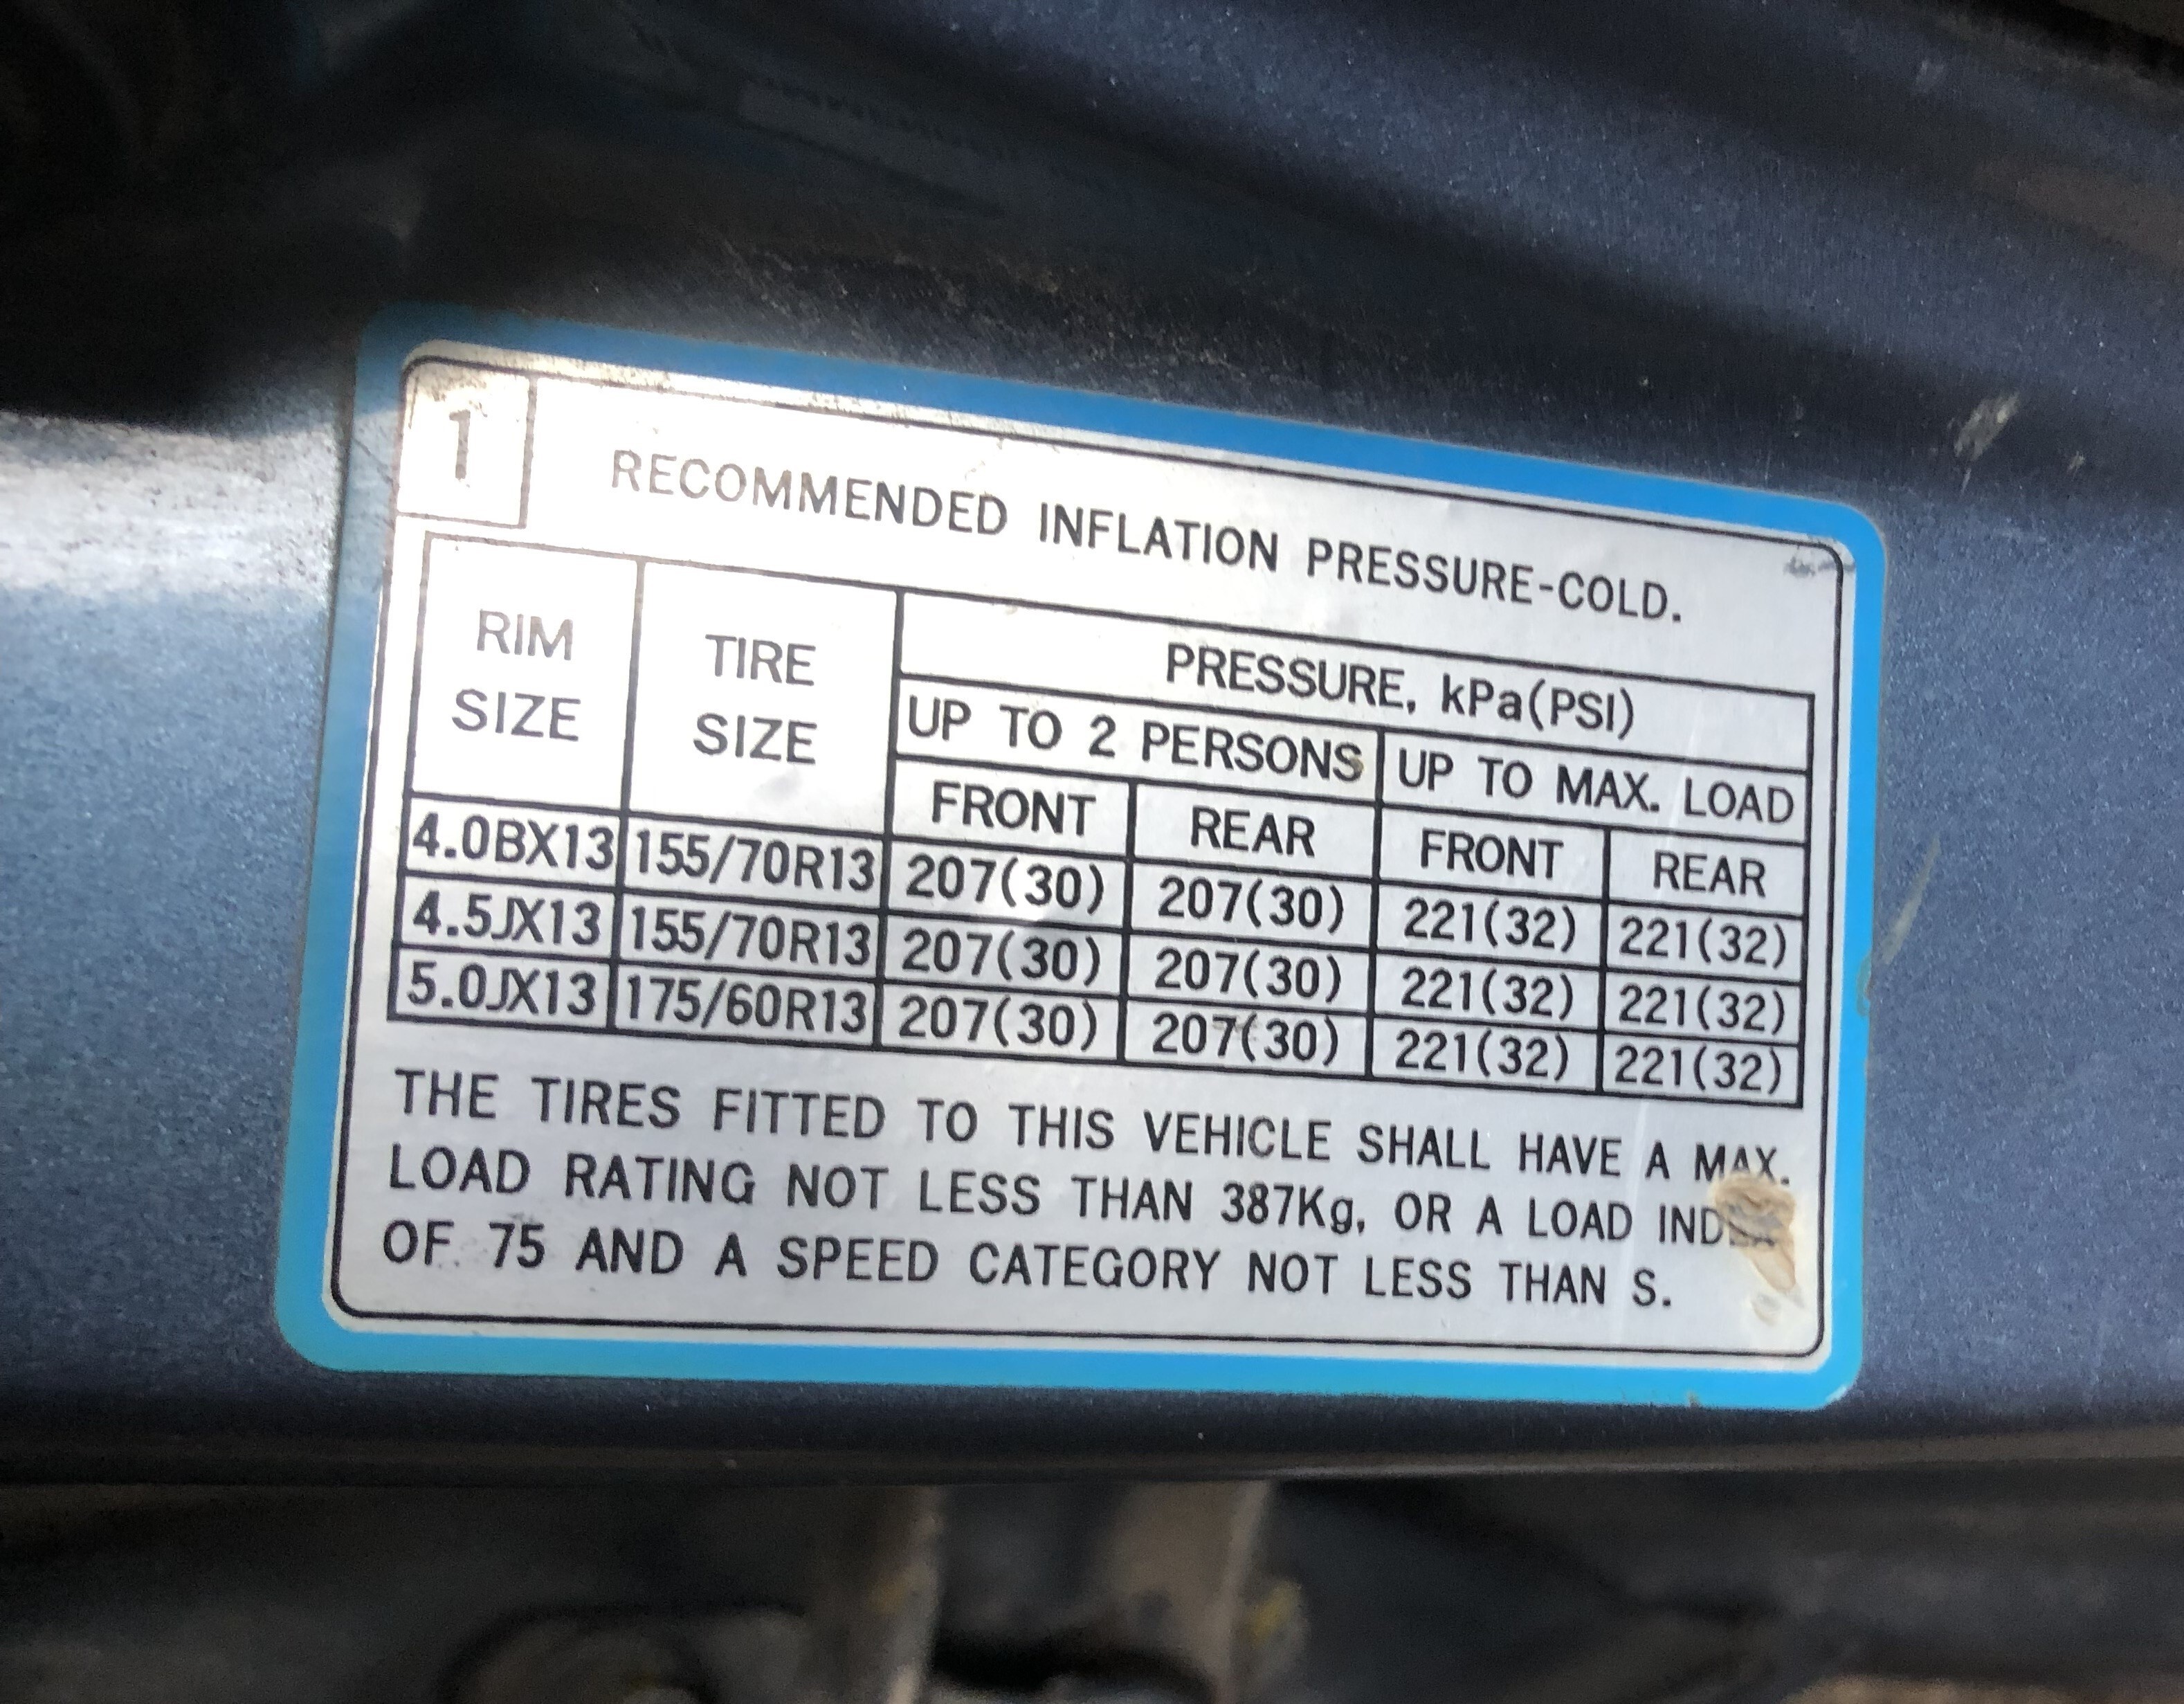 1
RECOMMENDED INFLATION PRESSURE-COLD.
RIM SIZE TIRE SIZE PRESSURE, kPa(PSI)
UP TO 2 PERSONS UP TO MAX. LOAD
FRONT REAR FRONT REAR
4.0BX13 155/70R13 207(30) 207(30) 221(32) 221(32)
4.5JX13 155/70R13 207(30) 207(30) 221(32) 221(32)
5.0JX13 175/60R13 207(30) 207(30) 221(32) 221(32)
THE TIRES FITTED TO THIS VEHICLE SHALL HAVE A MAX.
LOAD RATING NOT LESS THAN 387Kg, OR A LOAD
OF 75 AND A SPEED CATEGORY NOT LESS THAN S.